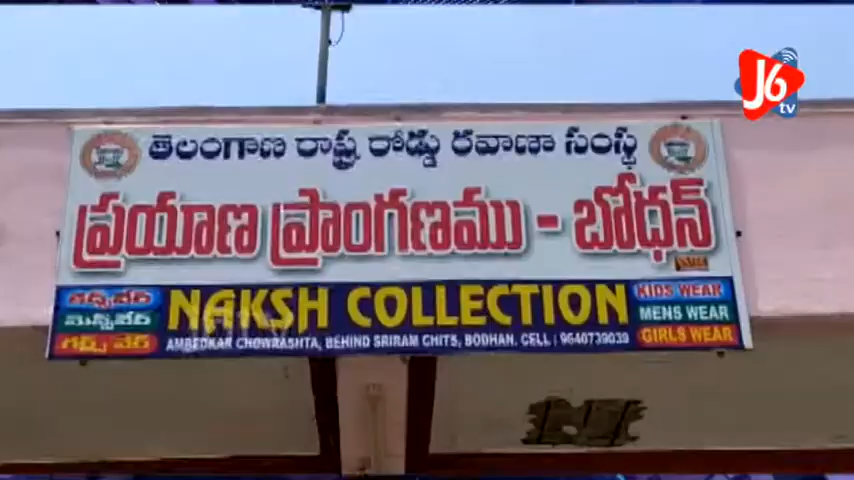 J6 tv
తెలంగాణ రాష్ట్ర రోడ్డు రవాణా సంస్థ
ప్రయాణ ప్రాంగణము - బోధన్
కిడ్స్‌వేర్
మెన్స్‌వేర్
గర్ల్స్ వేర్
NAKSH COLLECTION
AMBEDKAR CHOWRASHTA, BEHIND SRIRAM CHITS, BODHAN. CELL : 9640739039
KIDS WEAR
MENS WEAR
GIRLS WEAR